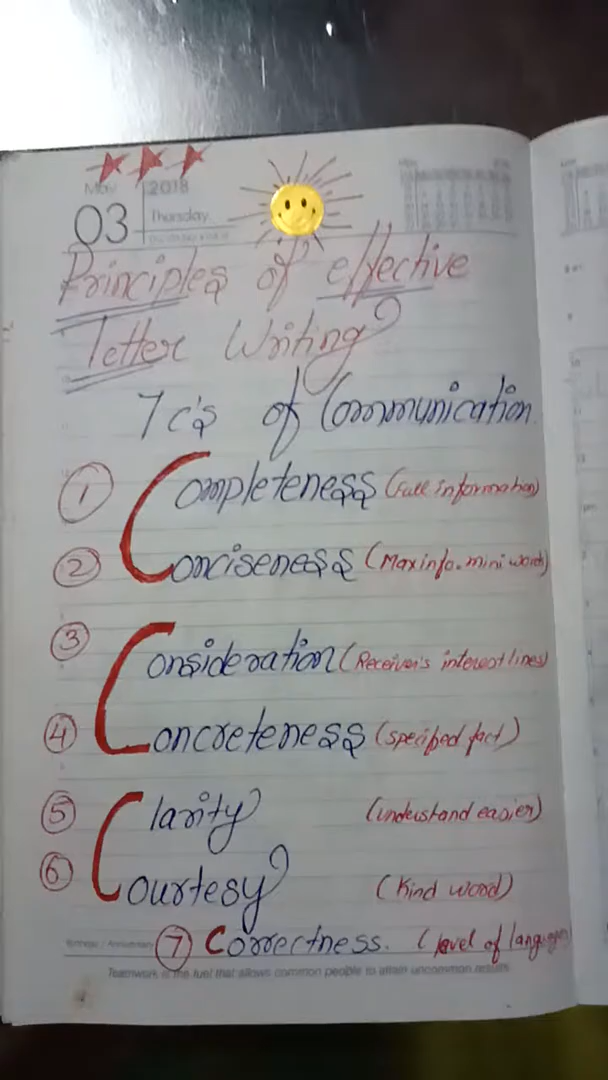 May 2018
03 Thursday
Principles of effective
letter Writing
7 c's of Communication
1 Completeness (Full information)
2 Conciseness (Max info. mini word)
3 Consideration (Receiver's interest lines)
4 Concreteness (specified fact)
5 Clarity (understand easier)
6 Courtesy (Kind word)
Birthdays / Anniversary 7 Correctness. (level of language)
Teamwork is the fuel that allows common people to attain uncommon results